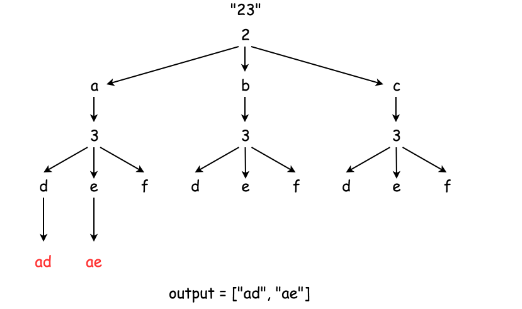 "23"
2
a b c
3 3 3
d e f d e f d e f
ad ae
output = ["ad", "ae"]